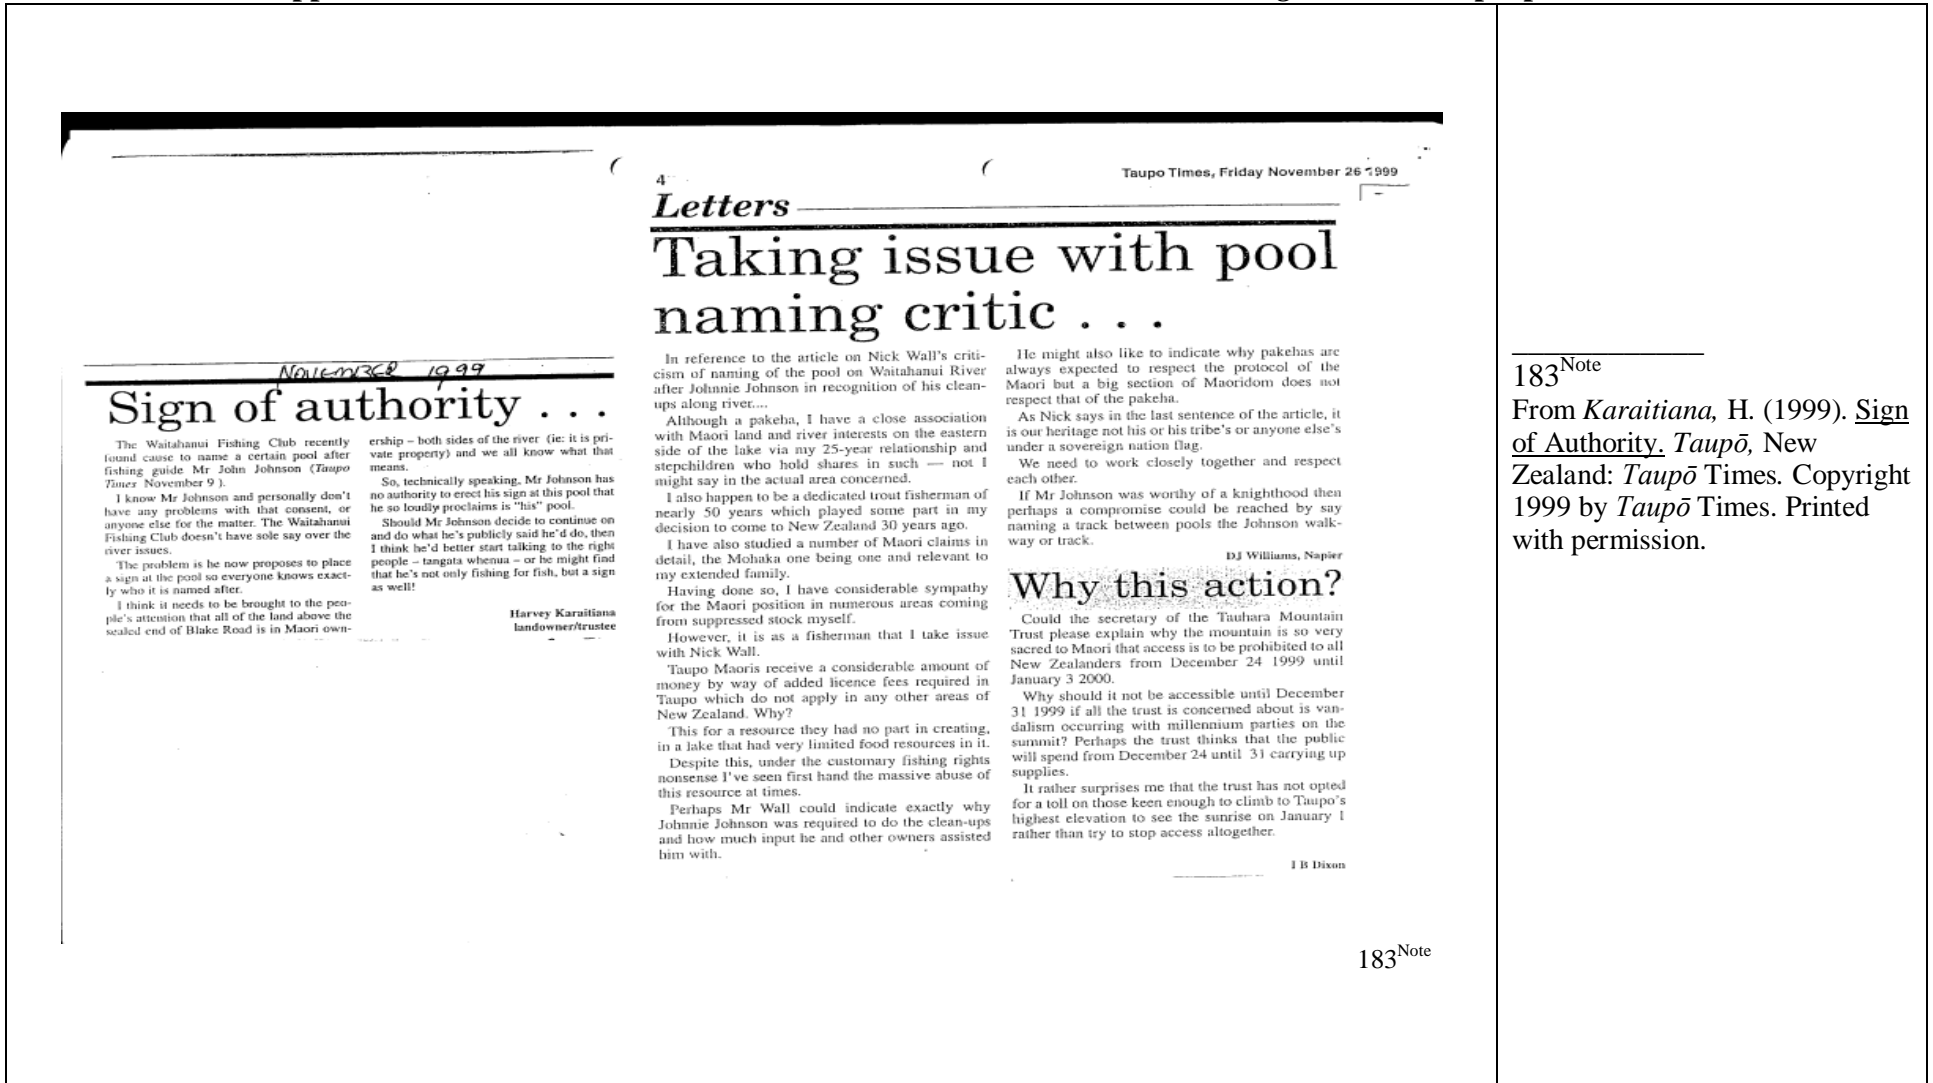 NOVEMBER 1999
Sign of authority . . .
The Waitahanui Fishing Club recently
found cause to name a certain pool after
fishing guide Mr John Johnson (Taupo
Times November 9 ).
I know Mr Johnson and personally don't
have any problems with that consent, or
anyone else for the matter. The Waitahanui
Fishing Club doesn't have sole say over the
river issues.
The problem is he now proposes to place
a sign at the pool so everyone knows exact-
ly who it is named after.
I think it needs to be brought to the peo-
ple's attention that all of the land above the
sealed end of Blake Road is in Maori own-
ership – both sides of the river (ie: it is pri-
vate property) and we all know what that
means.
So, technically speaking, Mr Johnson has
no authority to erect his sign at this pool that
he so loudly proclaims is "his" pool.
Should Mr Johnson decide to continue on
and do what he's publicly said he'd do, then
I think he'd better start talking to the right
people – tangata whenua – or he might find
that he's not only fishing for fish, but a sign
as well!
Harvey Karaitiana
landowner/trustee
4
Taupo Times, Friday November 26 1999
Letters
Taking issue with pool
naming critic . . .
In reference to the article on Nick Wall's criti-
cism of naming of the pool on Waitahanui River
after Johnnie Johnson in recognition of his clean-
ups along river....
Although a pakeha, I have a close association
with Maori land and river interests on the eastern
side of the lake via my 25-year relationship and
stepchildren who hold shares in such — not I
might say in the actual area concerned.
I also happen to be a dedicated trout fisherman of
nearly 50 years which played some part in my
decision to come to New Zealand 30 years ago.
I have also studied a number of Maori claims in
detail, the Mohaka one being one and relevant to
my extended family.
Having done so, I have considerable sympathy
for the Maori position in numerous areas coming
from suppressed stock myself.
However, it is as a fisherman that I take issue
with Nick Wall.
Taupo Maoris receive a considerable amount of
money by way of added licence fees required in
Taupo which do not apply in any other areas of
New Zealand. Why?
This for a resource they had no part in creating,
in a lake that had very limited food resources in it.
Despite this, under the customary fishing rights
nonsense I've seen first hand the massive abuse of
this resource at times.
Perhaps Mr Wall could indicate exactly why
Johnnie Johnson was required to do the clean-ups
and how much input he and other owners assisted
him with.
He might also like to indicate why pakehas are
always expected to respect the protocol of the
Maori but a big section of Maoridom does not
respect that of the pakeha.
As Nick says in the last sentence of the article, it
is our heritage not his or his tribe's or anyone else's
under a sovereign nation flag.
We need to work closely together and respect
each other.
If Mr Johnson was worthy of a knighthood then
perhaps a compromise could be reached by say
naming a track between pools the Johnson walk-
way or track.
DJ Williams, Napier
Why this action?
Could the secretary of the Tauhara Mountain
Trust please explain why the mountain is so very
sacred to Maori that access is to be prohibited to all
New Zealanders from December 24 1999 until
January 3 2000.
Why should it not be accessible until December
31 1999 if all the trust is concerned about is van-
dalism occurring with millennium parties on the
summit? Perhaps the trust thinks that the public
will spend from December 24 until 31 carrying up
supplies.
It rather surprises me that the trust has not opted
for a toll on those keen enough to climb to Taupo's
highest elevation to see the sunrise on January 1
rather than try to stop access altogether.
I B Dixon
183Note
183Note
From Karaitiana, H. (1999). Sign
of Authority. Taupō, New
Zealand: Taupō Times. Copyright
1999 by Taupō Times. Printed
with permission.